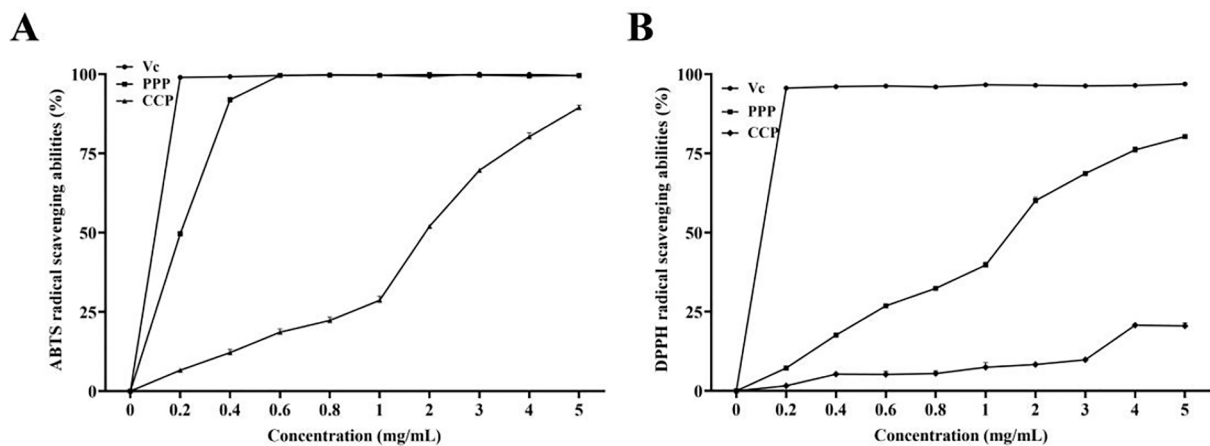 A
ABTS radical scavenging abilities (%)
Vc
PPP
CCP
100
75
50
25
0
0 0.2 0.4 0.6 0.8 1 2 3 4 5
Concentration (mg/mL)
B
DPPH radical scavenging abilities (%)
Vc
PPP
CCP
100
75
50
25
0
0 0.2 0.4 0.6 0.8 1 2 3 4 5
Concentration (mg/mL)